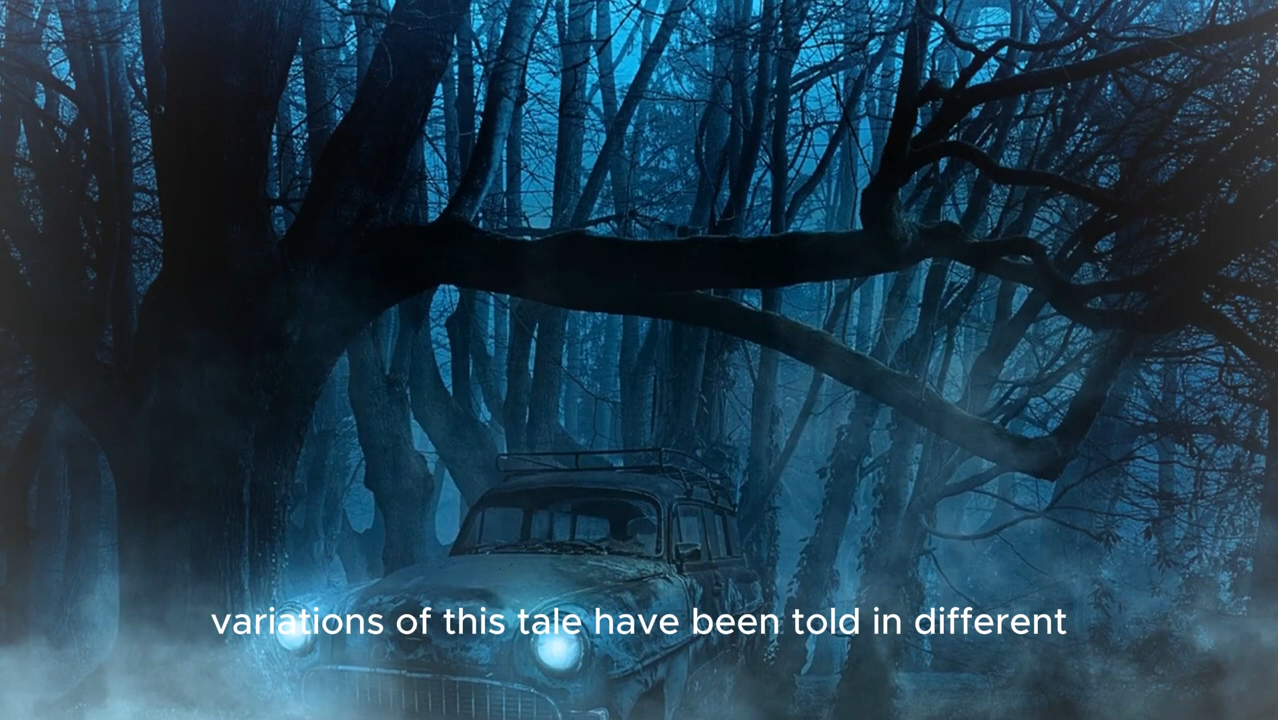 variations of this tale have been told in different